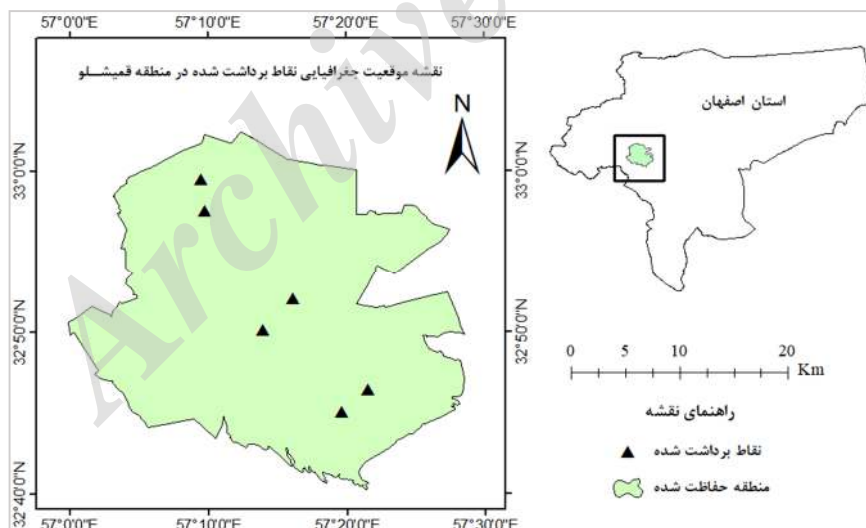 57°0'0"E 57°10'0"E 57°20'0"E 57°30'0"E
نقشه موقعیت جغرافیایی نقاط برداشت شده در منطقه قمیشلو
N
33°0'0"N 33°0'0"N
32°50'0"N 32°50'0"N
32°40'0"N 32°40'0"N
57°0'0"E 57°10'0"E 57°20'0"E 57°30'0"E
استان اصفهان
0 5 10 20
Km
راهنمای نقشه
نقاط برداشت شده
منطقه حفاظت شده
Archive